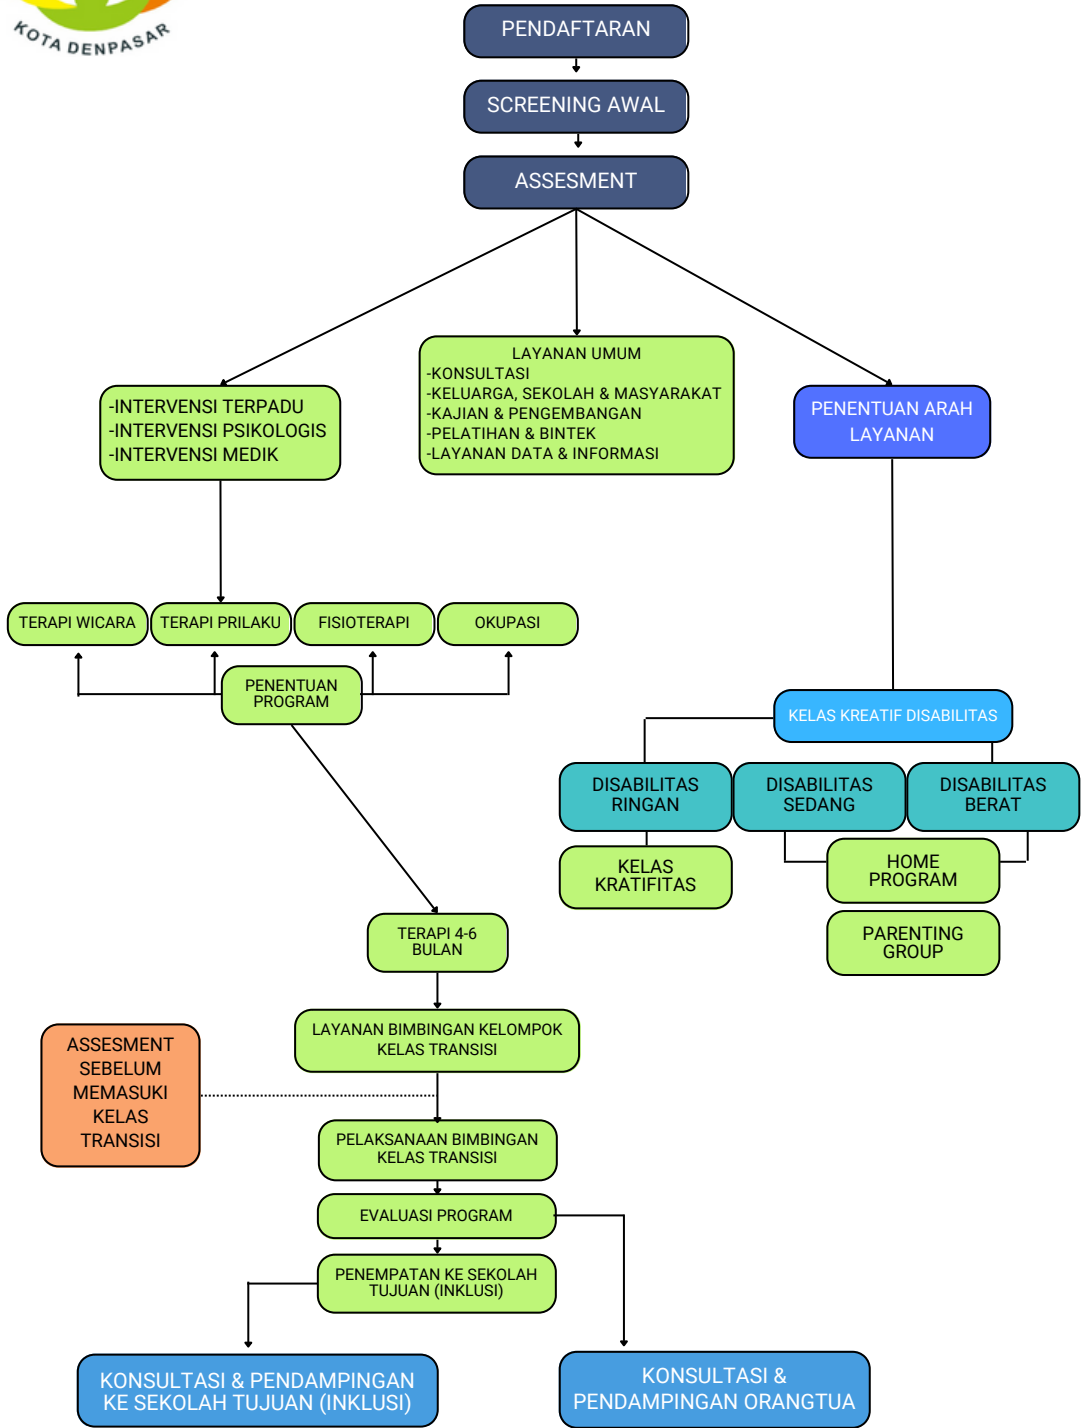 KOTA DENPASAR
PENDAFTARAN
SCREENING AWAL
ASSESMENT
LAYANAN UMUM
-KONSULTASI
-KELUARGA, SEKOLAH & MASYARAKAT
-KAJIAN & PENGEMBANGAN
-PELATIHAN & BINTEK
-LAYANAN DATA & INFORMASI
-INTERVENSI TERPADU
-INTERVENSI PSIKOLOGIS
-INTERVENSI MEDIK
PENENTUAN ARAH
LAYANAN
TERAPI WICARA
TERAPI PRILAKU
FISIOTERAPI
OKUPASI
PENENTUAN
PROGRAM
KELAS KREATIF DISABILITAS
DISABILITAS
RINGAN
DISABILITAS
SEDANG
DISABILITAS
BERAT
KELAS
KRATIFITAS
HOME
PROGRAM
PARENTING
GROUP
TERAPI 4-6
BULAN
LAYANAN BIMBINGAN KELOMPOK
KELAS TRANSISI
ASSESMENT
SEBELUM
MEMASUKI
KELAS
TRANSISI
PELAKSANAAN BIMBINGAN
KELAS TRANSISI
EVALUASI PROGRAM
PENEMPATAN KE SEKOLAH
TUJUAN (INKLUSI)
KONSULTASI & PENDAMPINGAN
KE SEKOLAH TUJUAN (INKLUSI)
KONSULTASI &
PENDAMPINGAN ORANGTUA